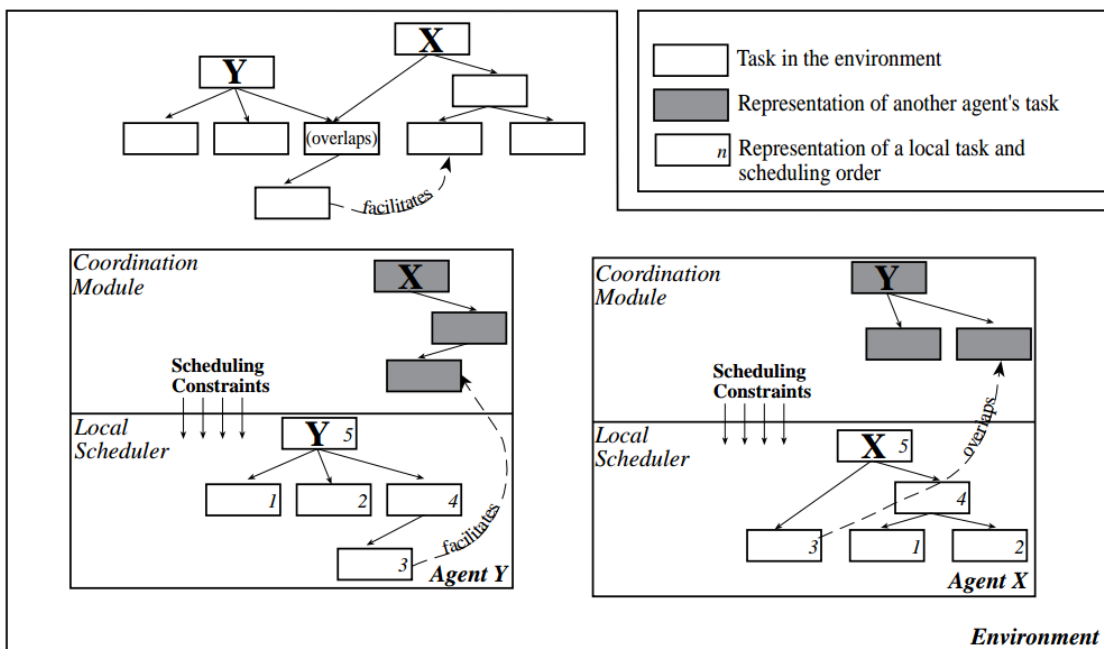 X
Y
(overlaps)
facilitates
Task in the environment
Representation of another agent's task
n
Representation of a local task and
scheduling order
Coordination
Module
X
Scheduling
Constraints
Local
Scheduler
Y 5
1 2 4
3
facilitates
Agent Y
Coordination
Module
Y
Scheduling
Constraints
overlaps
Local
Scheduler
X 5
4
3 1 2
Agent X
Environment